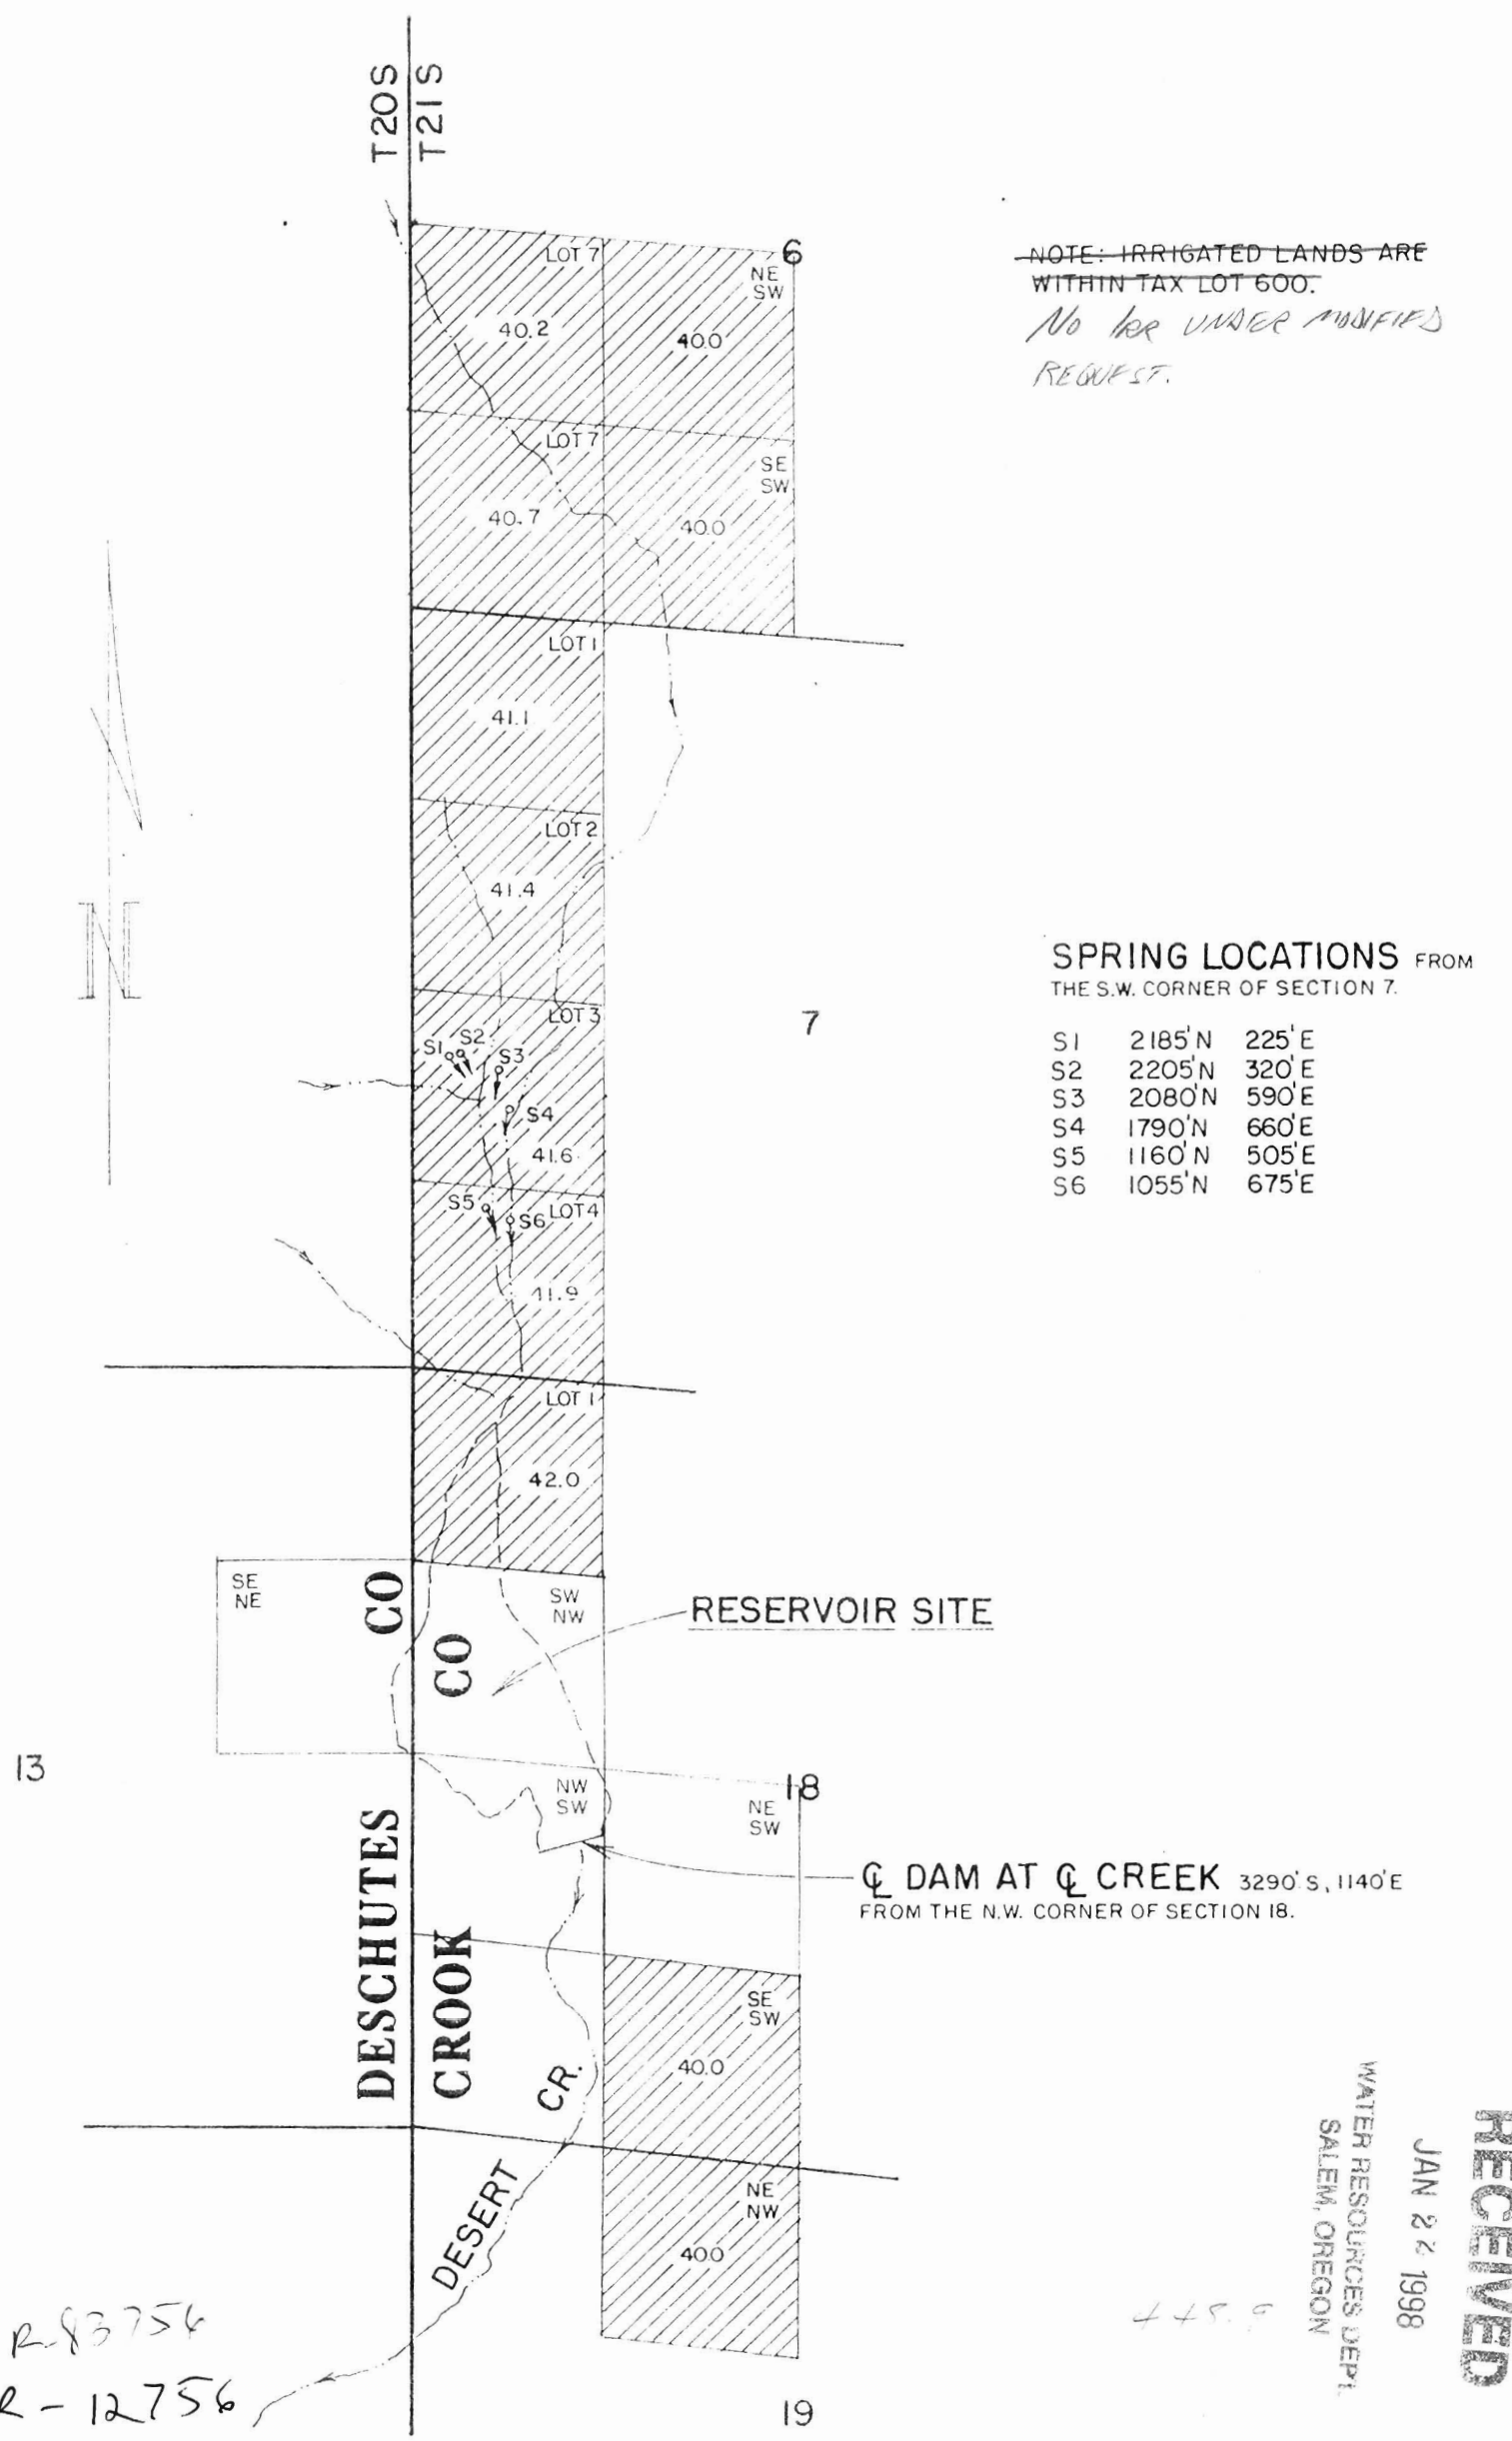 T20S
T21S
LOT 7
6
NE
SW
40.2
40.0
NOTE: IRRIGATED LANDS ARE
WITHIN TAX LOT 600.
No IRR UNDER MODIFIED
REQUEST.
LOT 7
SE
SW
40.7
40.0
LOT 1
41.1
LOT 2
41.4
N
LOT 3
7
S1
S2
S3
S4
41.6
SPRING LOCATIONS FROM
THE S.W. CORNER OF SECTION 7.
S1 2185'N 225'E
S2 2205'N 320'E
S3 2080'N 590'E
S4 1790'N 660'E
S5 1160'N 505'E
S6 1055'N 675'E
S5
S6
LOT 4
41.9
LOT 1
42.0
SE
NE
CO
CO
SW
NW
RESERVOIR SITE
13
NW
SW
18
NE
SW
℄ DAM AT ℄ CREEK 3290' S, 1140'E
FROM THE N.W. CORNER OF SECTION 18.
DESCHUTES
CROOK
SE
SW
40.0
CR.
DESERT
NE
NW
40.0
R-83756
R-12756
19
RECEIVED
JAN 22 1998
WATER RESOURCES DEPT.
SALEM, OREGON